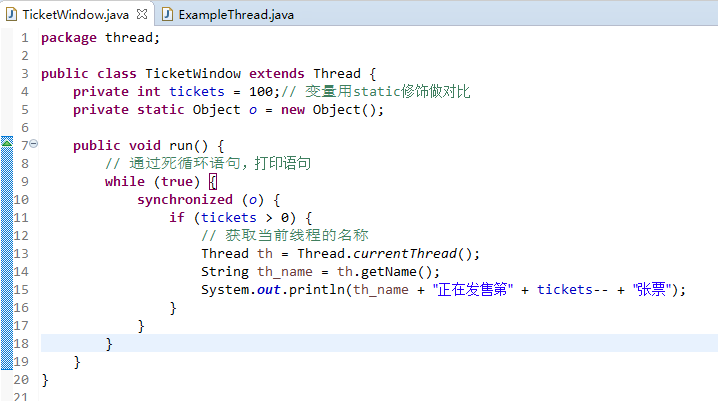 TicketWindow.java ExampleThread.java
1 package thread;
2
3 public class TicketWindow extends Thread {
4     private int tickets = 100;// 变量用static修饰做对比
5     private static Object o = new Object();
6
7     public void run() {
8         // 通过死循环语句，打印语句
9         while (true) {
10             synchronized (o) {
11                 if (tickets > 0) {
12                     // 获取当前线程的名称
13                     Thread th = Thread.currentThread();
14                     String th_name = th.getName();
15                     System.out.println(th_name + "正在发售第" + tickets-- + "张票");
16                 }
17             }
18         }
19     }
20 }
21